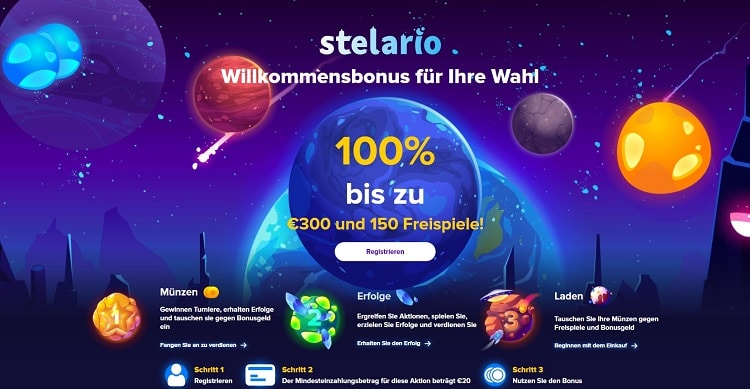 stelario
Willkommensbonus für Ihre Wahl
100%
bis zu
€300 und 150 Freispiele!
Registrieren
1
Münzen
Gewinnen Turniere, erhalten Erfolge
und tauschen sie gegen Bonusgeld
ein
Fangen Sie an zu verdienen →
2
Erfolge
Ergreifen Sie Aktionen, spielen Sie,
erzielen Sie Erfolge und verdienen Sie
Erhalten Sie den Erfolg →
3
Laden
Tauschen Sie Ihre Münzen gegen
Freispiele und Bonusgeld
Beginnen mit dem Einkauf →
Schritt 1
Registrieren
Schritt 2
Der Mindesteinzahlungsbetrag für diese Aktion beträgt €20
Schritt 3
Nutzen Sie den Bonus